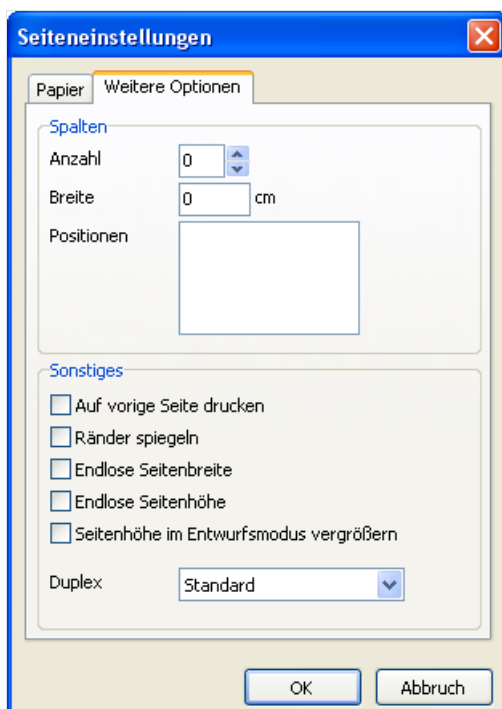 Seiteneinstellungen
Papier Weitere Optionen
Spalten
Anzahl 0
Breite 0 cm
Positionen
Sonstiges
Auf vorige Seite drucken
Ränder spiegeln
Endlose Seitenbreite
Endlose Seitenhöhe
Seitenhöhe im Entwurfsmodus vergrößern
Duplex Standard
OK Abbruch